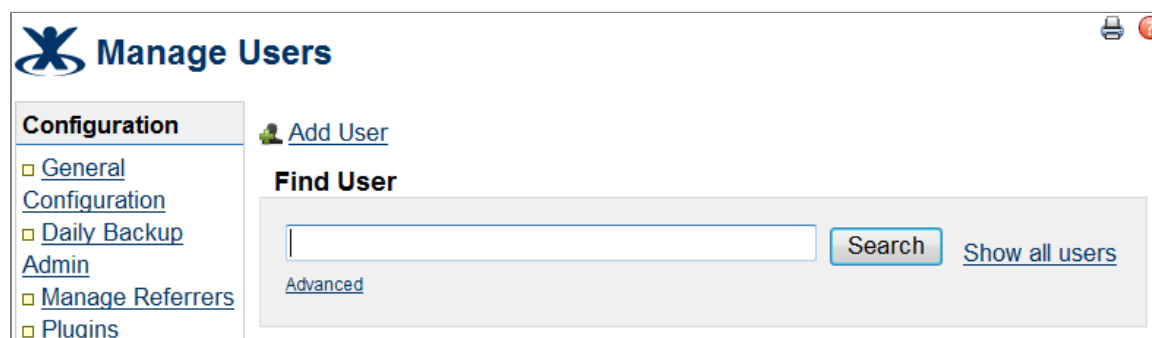 Manage Users
Configuration
General
Configuration
Daily Backup
Admin
Manage Referrers
Plugins
Add User
Find User
Search
Show all users
Advanced